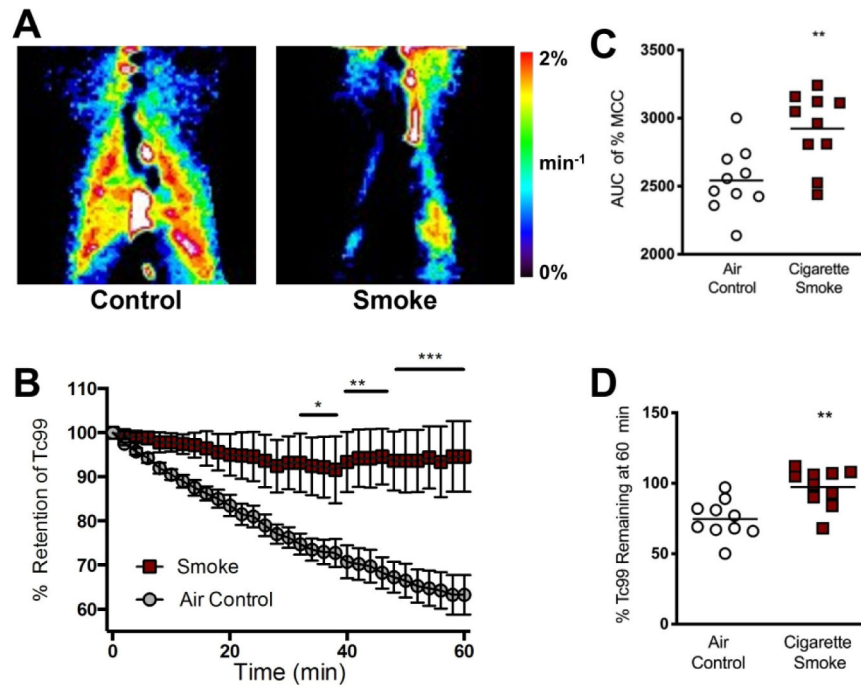 A
2%
min-1
0%
Control
Smoke
B
% Retention of Tc99
110
100
90
80
70
60
*
**
***
Smoke
Air Control
0
20
40
60
Time (min)
C
AUC of % MCC
3500
3000
2500
2000
**
Air
Control
Cigarette
Smoke
D
% Tc99 Remaining at 60 min
150
100
50
0
**
Air
Control
Cigarette
Smoke